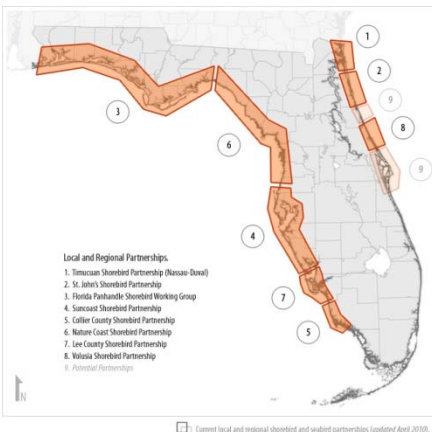 1
2
9
3
8
6
9
4
7
5
Local and Regional Partnerships.
1. Timucuan Shorebird Partnership (Nassau-Duval)
2. St. John's Shorebird Partnership
3. Florida Panhandle Shorebird Working Group
4. Suncoast Shorebird Partnership
5. Collier County Shorebird Partnership
6. Nature Coast Shorebird Partnership
7. Lee County Shorebird Partnership
8. Volusia Shorebird Partnership
9. Potential Partnerships
N
Current local and regional shorebird and seabird partnerships (updated April 2010).